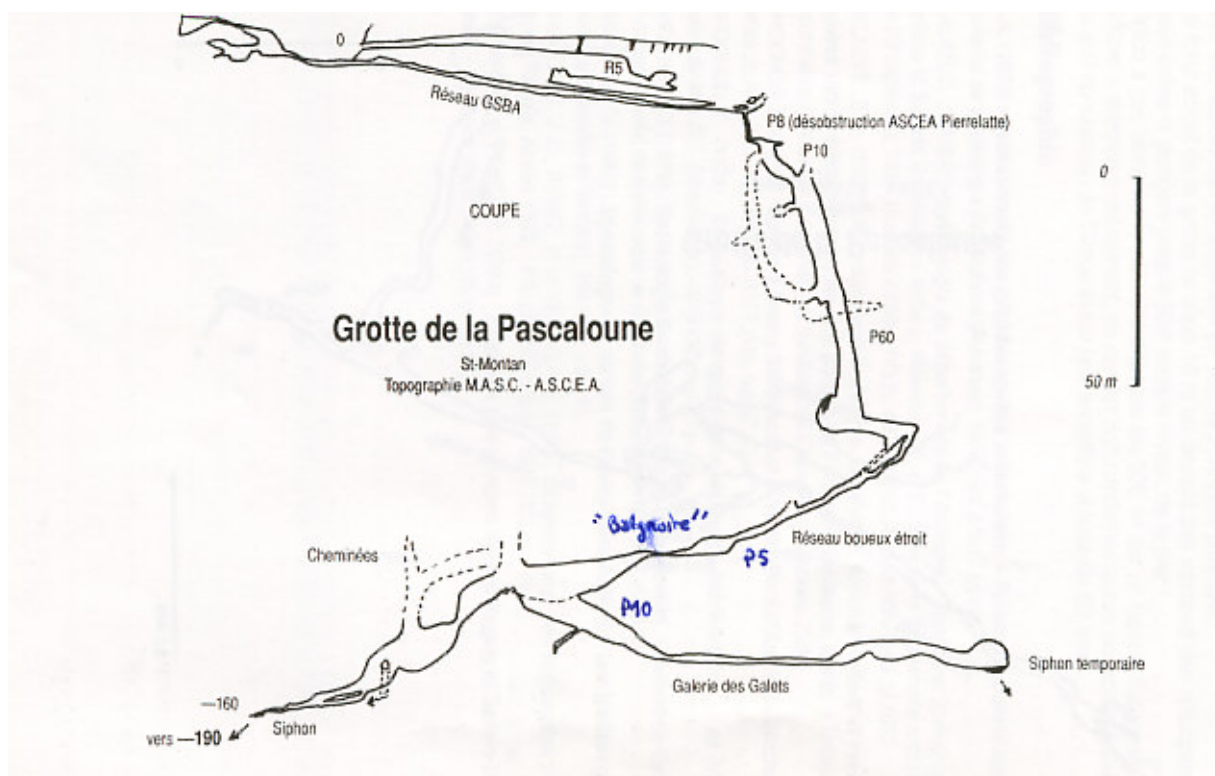 0
R5
Réseau GSBA
P8 (désobstruction ASCEA Pierrelatte)
P10
0
COUPE
Grotte de la Pascaloune
St-Montan
Topographie M.A.S.C. - A.S.C.E.A.
P60
50 m
"Baignoire"
Réseau boueux étroit
P5
Cheminées
P10
Siphon temporaire
Galerie des Galets
—160
Siphon
vers —190